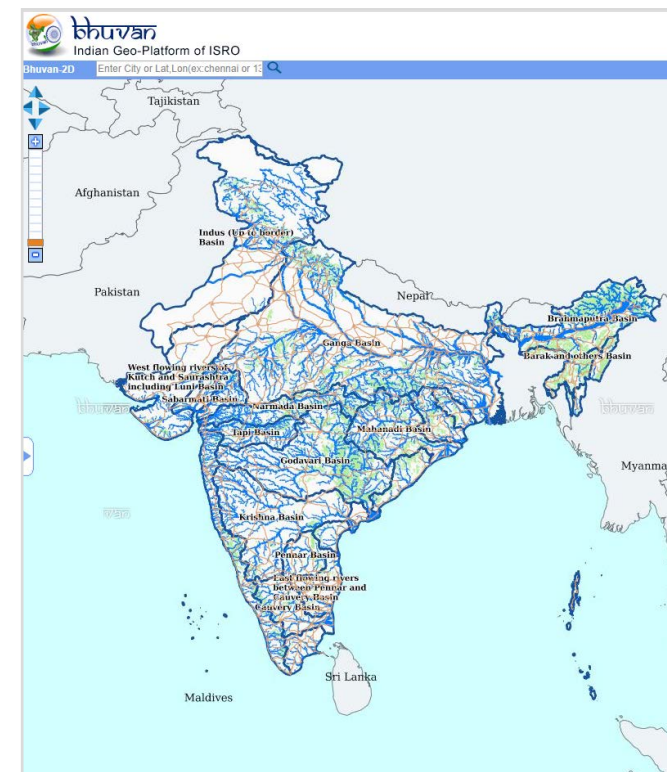 bhuvan
Indian Geo-Platform of ISRO
Bhuvan-2D
Enter City or Lat,Lon(ex:chennai or 13
Tajikistan
Afghanistan
Indus (Up to border)
Basin
Pakistan
Nepal
Brahmaputra Basin
Ganga Basin
Barak and others Basin
West flowing rivers of
Kutch and Saurashtra
including Luni Basin
Sabarmati Basin
bhuvan
Narmada Basin
bhuvan
Tapi Basin
Mahanadi Basin
Godavari Basin
Myanma
Krishna Basin
Pennar Basin
East flowing rivers
between Pennar and
Cauvery Basin
Cauvery Basin
Sri Lanka
Maldives